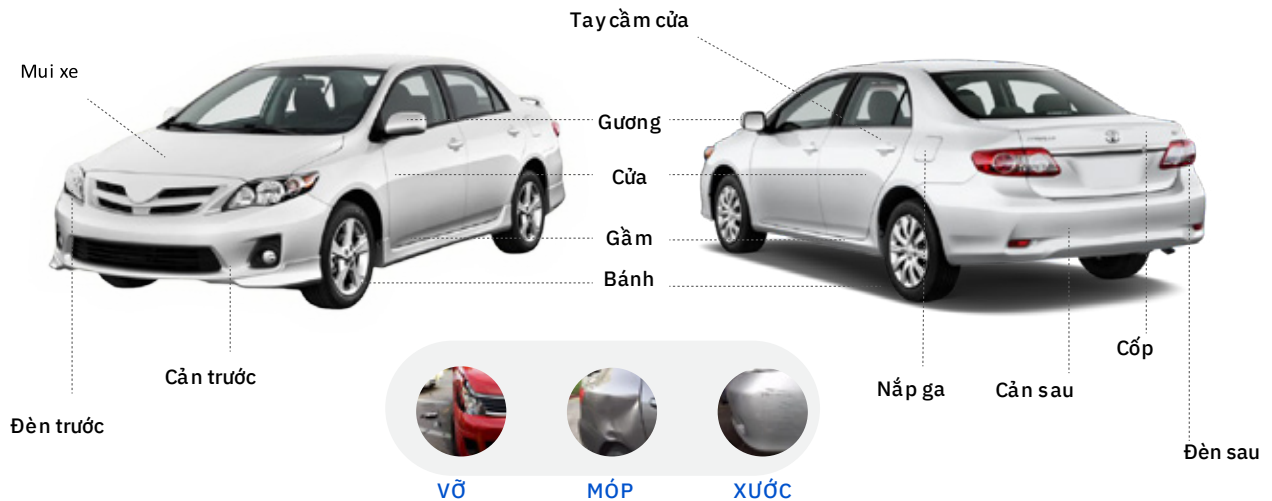 Tay cầm cửa
Mui xe
Gương
Cửa
Gầm
Bánh
Cốp
Cản trước
Nắp ga
Cản sau
Đèn trước
Đèn sau
VỠ
MÓP
XƯỚC